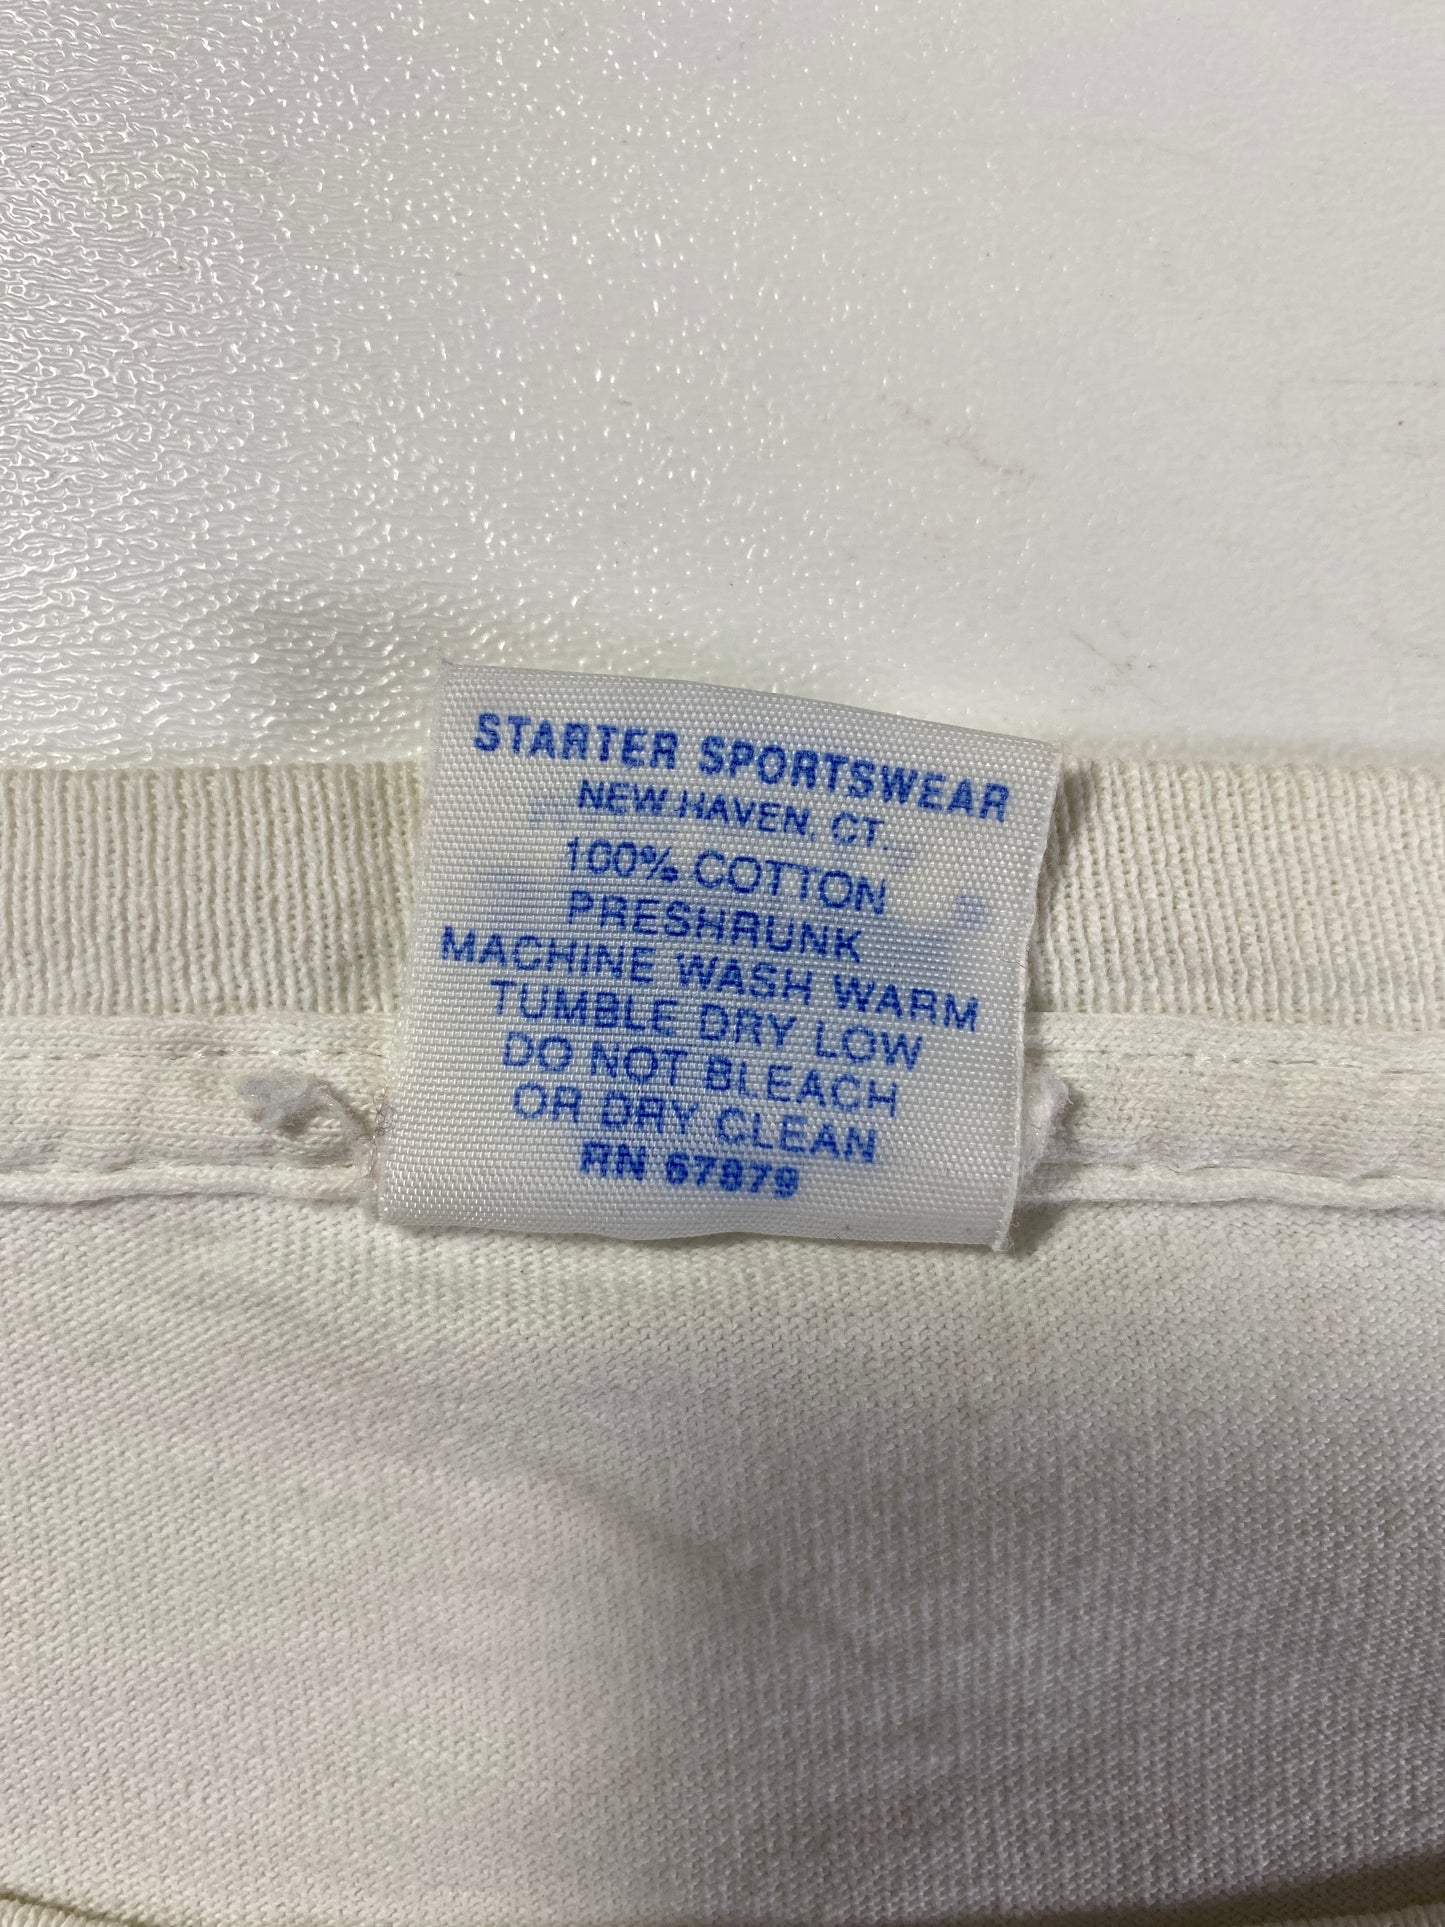 STARTER SPORTSWEAR
NEW HAVEN, CT.
100% COTTON
PRESHRUNK
MACHINE WASH WARM
TUMBLE DRY LOW
DO NOT BLEACH
OR DRY CLEAN
RN 67879